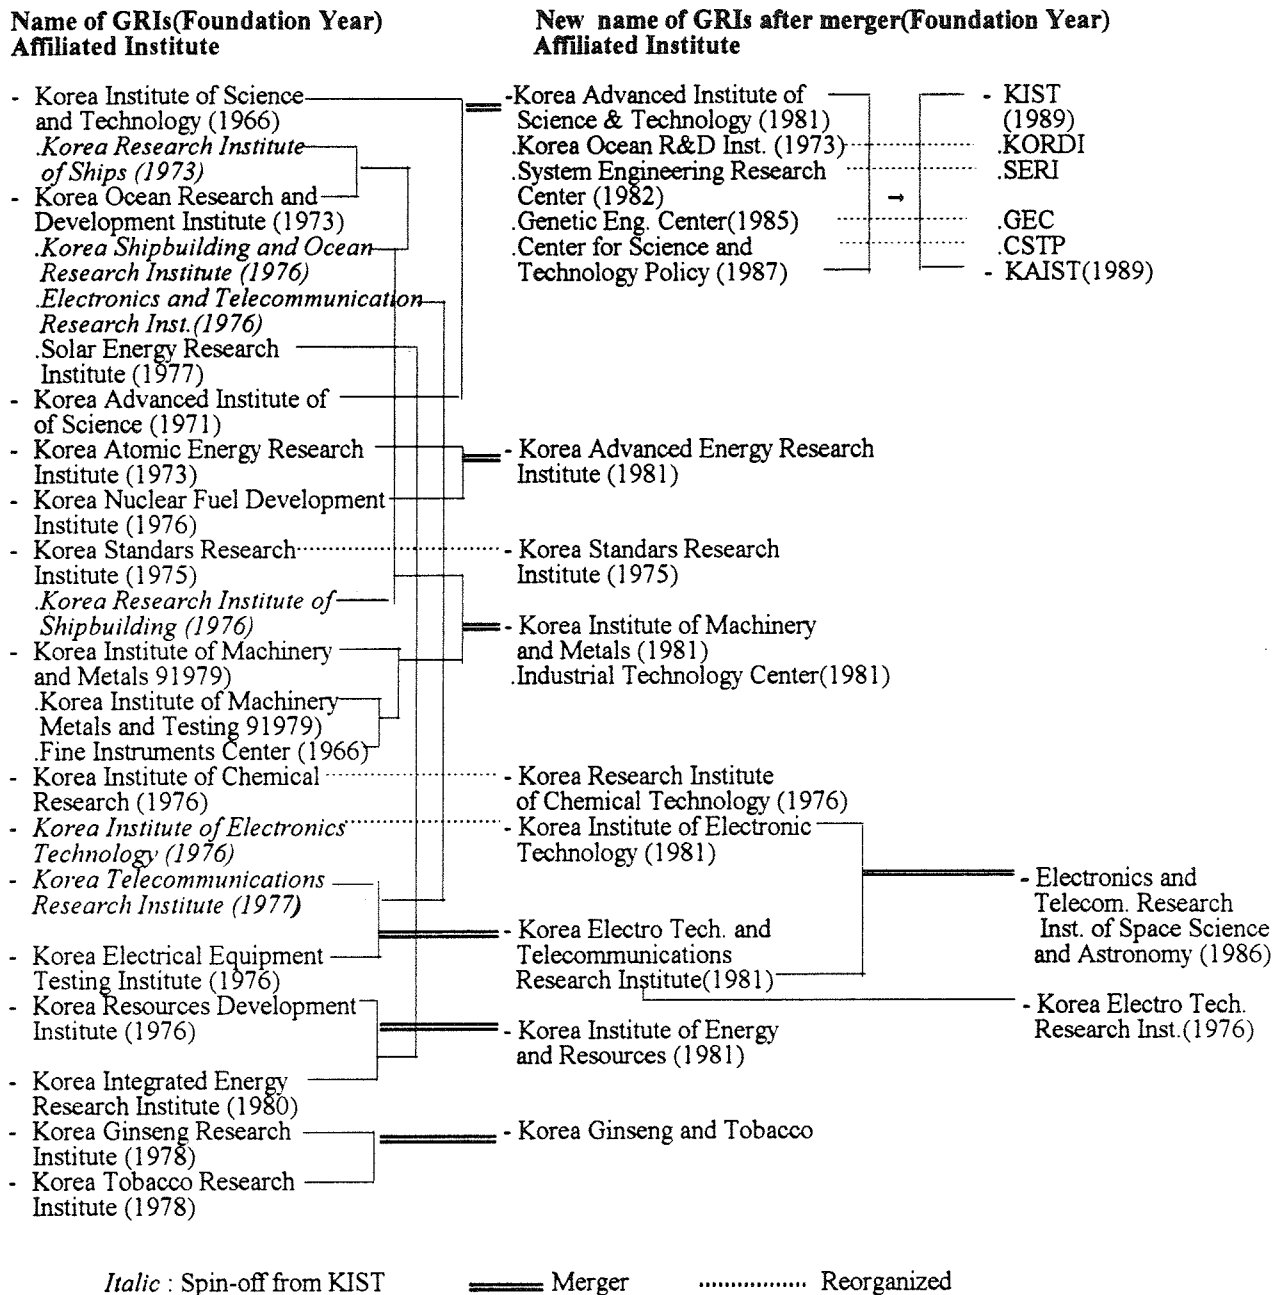 Name of GRIs(Foundation Year)
Affiliated Institute
- Korea Institute of Science
and Technology (1966)
.Korea Research Institute
of Ships (1973)
- Korea Ocean Research and
Development Institute (1973)
.Korea Shipbuilding and Ocean
Research Institute (1976)
.Electronics and Telecommunication
Research Inst.(1976)
.Solar Energy Research
Institute (1977)
- Korea Advanced Institute of
of Science (1971)
- Korea Atomic Energy Research
Institute (1973)
- Korea Nuclear Fuel Development
Institute (1976)
- Korea Standars Research
Institute (1975)
.Korea Research Institute of
Shipbuilding (1976)
- Korea Institute of Machinery
and Metals 91979)
.Korea Institute of Machinery
Metals and Testing 91979)
.Fine Instruments Center (1966)
- Korea Institute of Chemical
Research (1976)
- Korea Institute of Electronics
Technology (1976)
- Korea Telecommunications
Research Institute (1977)
- Korea Electrical Equipment
Testing Institute (1976)
- Korea Resources Development
Institute (1976)
- Korea Integrated Energy
Research Institute (1980)
- Korea Ginseng Research
Institute (1978)
- Korea Tobacco Research
Institute (1978)
New name of GRIs after merger(Foundation Year)
Affiliated Institute
-Korea Advanced Institute of
Science & Technology (1981)
.Korea Ocean R&D Inst. (1973)
.System Engineering Research
Center (1982)
.Genetic Eng. Center(1985)
.Center for Science and
Technology Policy (1987)
→
- KIST
(1989)
.KORDI
.SERI
.GEC
.CSTP
- KAIST(1989)
- Korea Advanced Energy Research
Institute (1981)
- Korea Standars Research
Institute (1975)
- Korea Institute of Machinery
and Metals (1981)
.Industrial Technology Center(1981)
- Korea Research Institute
of Chemical Technology (1976)
- Korea Institute of Electronic
Technology (1981)
- Korea Electro Tech. and
Telecommunications
Research Institute(1981)
- Korea Institute of Energy
and Resources (1981)
- Korea Ginseng and Tobacco
- Electronics and
Telecom. Research
Inst. of Space Science
and Astronomy (1986)
- Korea Electro Tech.
Research Inst.(1976)
Italic : Spin-off from KIST
Merger
Reorganized